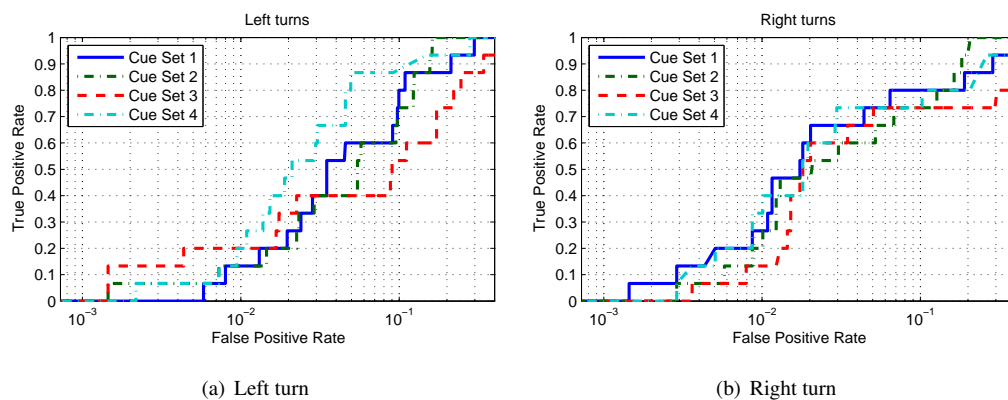 Left turns
1
0.9
0.8
0.7
0.6
0.5
0.4
0.3
0.2
0.1
0
True Positive Rate
Cue Set 1
Cue Set 2
Cue Set 3
Cue Set 4
10−3
10−2
10−1
False Positive Rate
(a) Left turn
Right turns
1
0.9
0.8
0.7
0.6
0.5
0.4
0.3
0.2
0.1
0
True Positive Rate
Cue Set 1
Cue Set 2
Cue Set 3
Cue Set 4
10−3
10−2
10−1
False Positive Rate
(b) Right turn